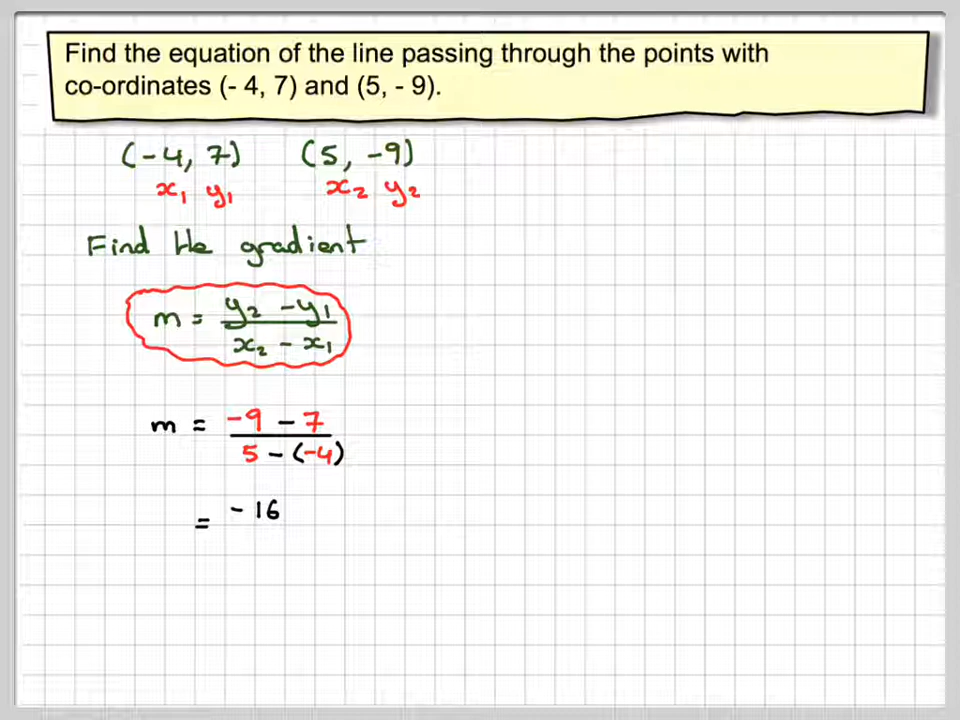 Find the equation of the line passing through the points with
co-ordinates (- 4, 7) and (5, - 9).
(-4, 7) (5, -9)
x₁ y₁ x₂ y₂
Find the gradient
m = y₂ - y₁ / x₂ - x₁
m = -9 - 7 / 5 - (-4)
= - 16